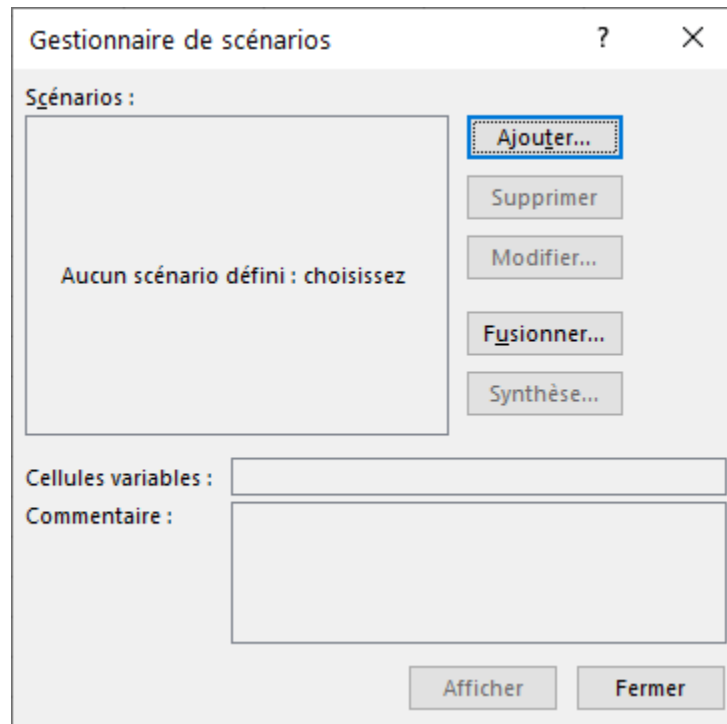 Gestionnaire de scénarios ?
Scénarios :
Aucun scénario défini : choisissez
Ajouter...
Supprimer
Modifier...
Fusionner...
Synthèse...
Cellules variables :
Commentaire :
Afficher
Fermer